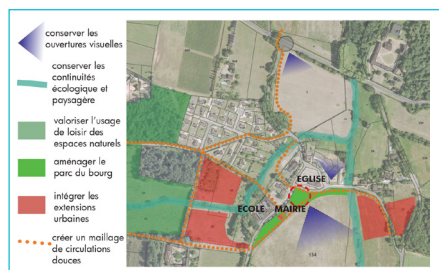 conserver les
ouvertures visuelles
conserver les
continuités
écologique et
paysagère
valoriser l'usage
de loisir des
espaces naturels
aménager le
parc du bourg
intégrer les
extensions
urbaines
créer un maillage
de circulations
douces
EGLISE
ECOLE
MAIRIE
134